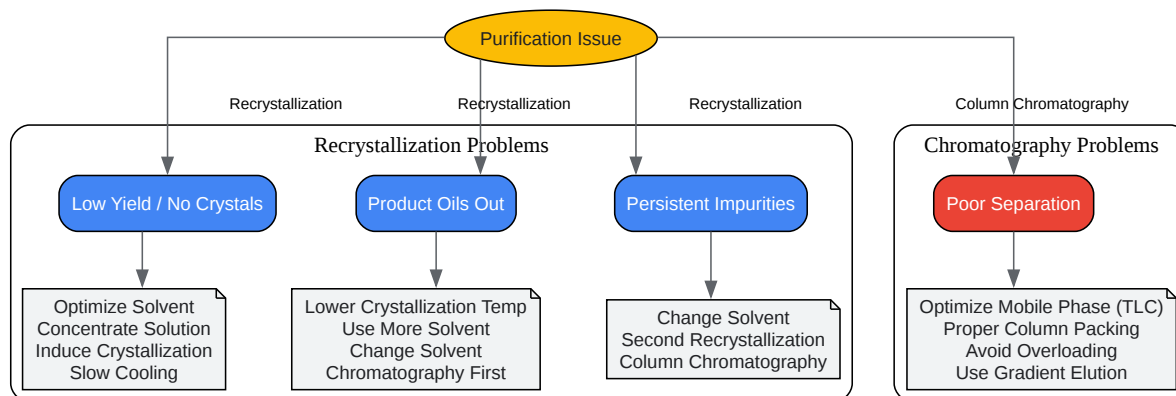 Purification Issue
Recrystallization
Recrystallization
Recrystallization
Column Chromatography
Recrystallization Problems
Chromatography Problems
Low Yield / No Crystals
Product Oils Out
Persistent Impurities
Poor Separation
Optimize Solvent
Concentrate Solution
Induce Crystallization
Slow Cooling
Lower Crystallization Temp
Use More Solvent
Change Solvent
Chromatography First
Change Solvent
Second Recrystallization
Column Chromatography
Optimize Mobile Phase (TLC)
Proper Column Packing
Avoid Overloading
Use Gradient Elution